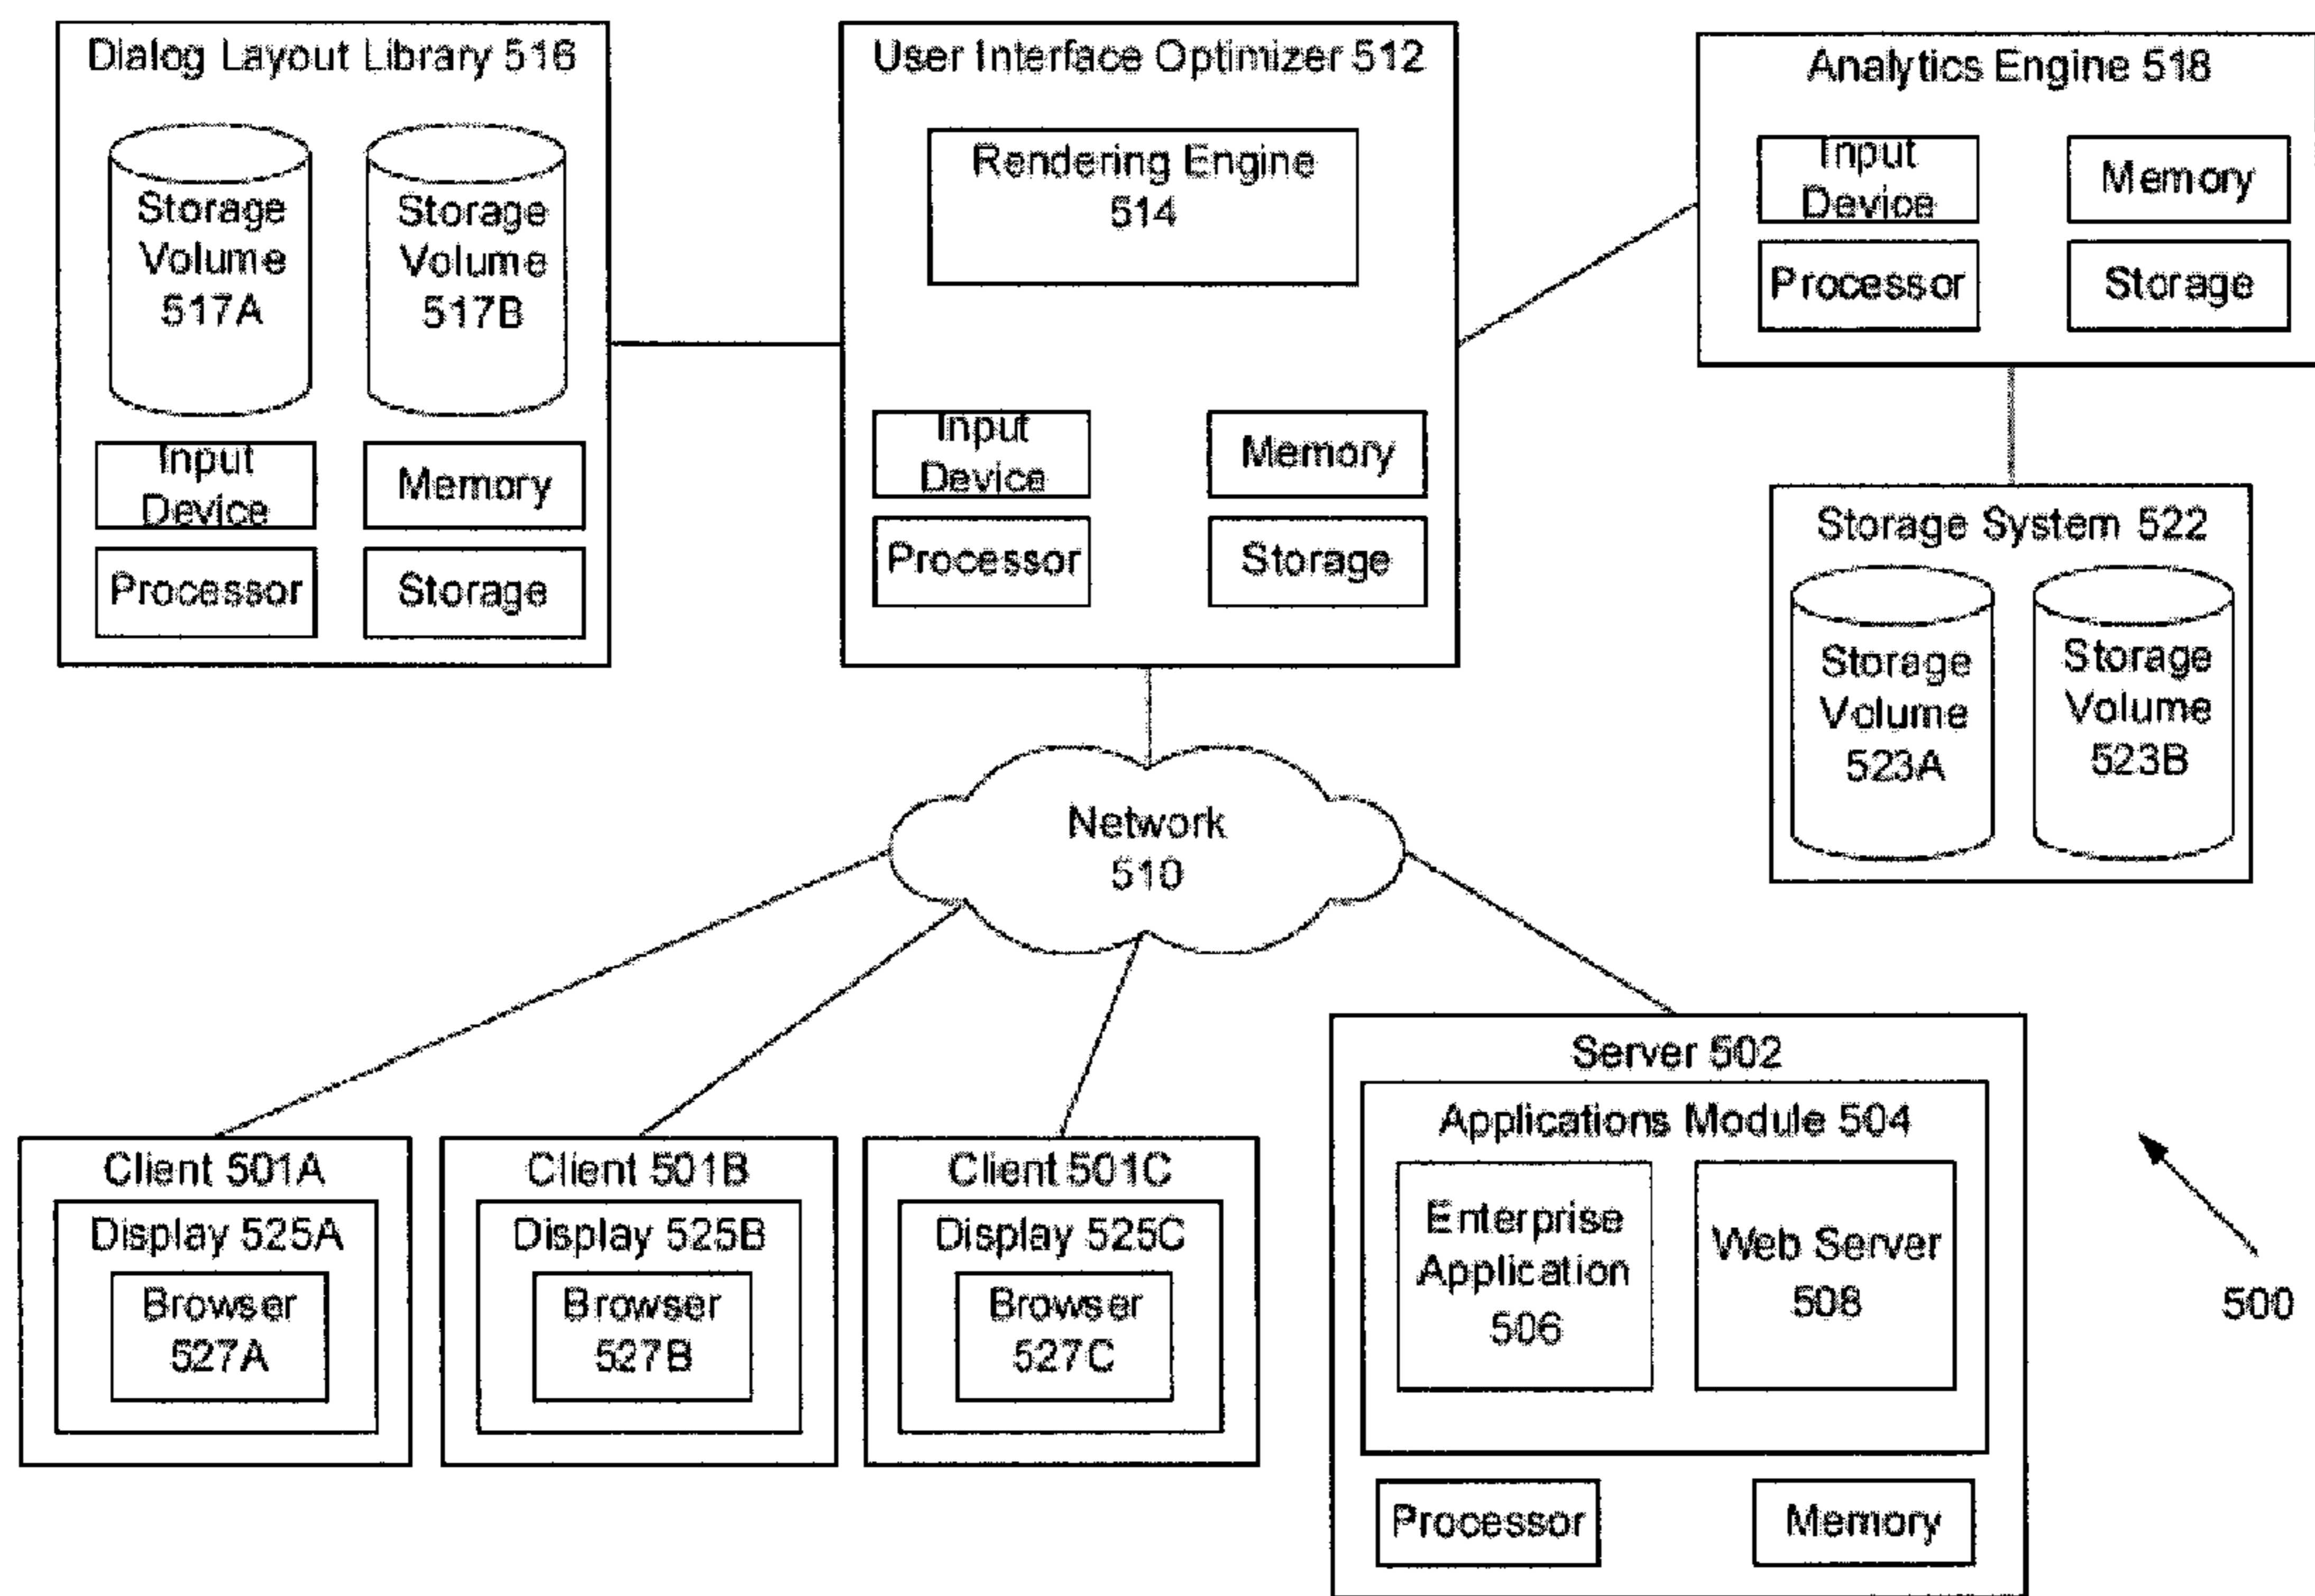 Dialog Layout Library 516
Storage
Volume
517A
Storage
Volume
517B
Input
Device
Memory
Processor
Storage
User Interface Optimizer 512
Rendering Engine
514
Input
Device
Memory
Processor
Storage
Analytics Engine 518
Input
Device
Memory
Processor
Storage
Storage System 522
Storage
Volume
523A
Storage
Volume
523B
Network
510
Client 501A
Display 525A
Browser
527A
Client 501B
Display 525B
Browser
527B
Client 501C
Display 525C
Browser
527C
Server 502
Applications Module 504
Enterprise
Application
506
Web Server
508
Processor
Memory
500